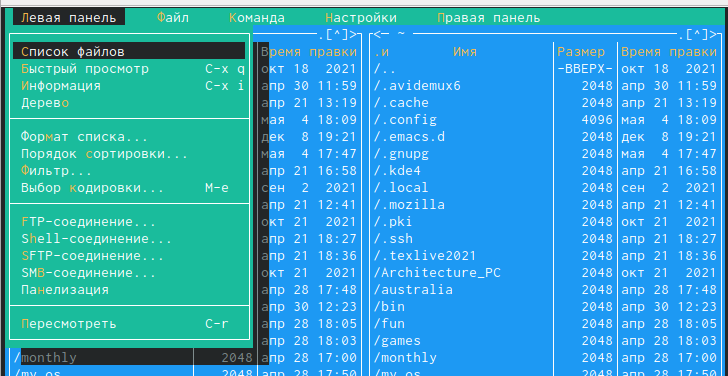 Левая панель Файл Команда Настройки Правая панель
.[^]> <— ~ .[^]>
Список файлов Время правки .и Имя Размер Время правки
Быстрый просмотр C-x q окт 18 2021 /.. -ВВЕРХ- окт 18 2021
Информация C-x i апр 30 11:59 /.avidemux6 2048 апр 30 11:59
Дерево апр 21 13:19 /.cache 2048 апр 21 13:19
мая 4 18:09 /.config 4096 мая 4 18:09
Формат списка... дек 8 19:21 /.emacs.d 2048 дек 8 19:21
Порядок сортировки... мая 4 17:47 /.gnupg 2048 мая 4 17:47
Фильтр... апр 21 16:58 /.kde4 2048 апр 21 16:58
Выбор кодировки... M-e сен 2 2021 /.local 2048 сен 2 2021
апр 21 12:41 /.mozilla 2048 апр 21 12:41
FTP-соединение... окт 21 2021 /.pki 2048 окт 21 2021
Shell-соединение... апр 21 18:27 /.ssh 2048 апр 21 18:27
SFTP-соединение... апр 21 18:36 /.texlive2021 2048 апр 21 18:36
SMB-соединение... окт 21 2021 /Architecture_PC 2048 окт 21 2021
Панелизация апр 28 17:48 /australia 2048 апр 28 17:48
апр 30 12:23 /bin 2048 апр 30 12:23
Пересмотреть C-r апр 28 18:05 /fun 2048 апр 28 18:05
апр 28 18:03 /games 2048 апр 28 18:03
/monthly 2048 апр 28 17:00 /monthly 2048 апр 28 17:00
/my_os 2048 апр 28 17:50 /my_os 2048 апр 28 17:50